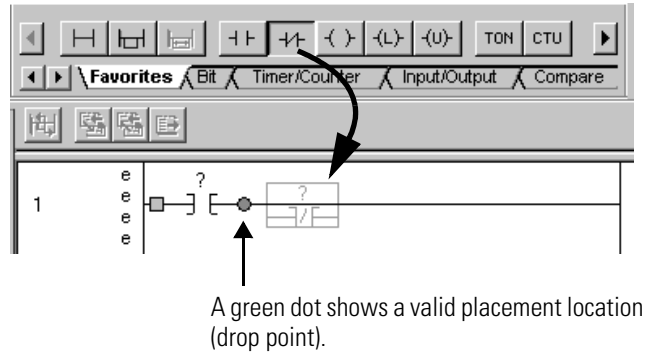 TON CTU
Favorites Bit Timer/Counter Input/Output Compare
e
?
e
?
1
e
e
A green dot shows a valid placement location
(drop point).